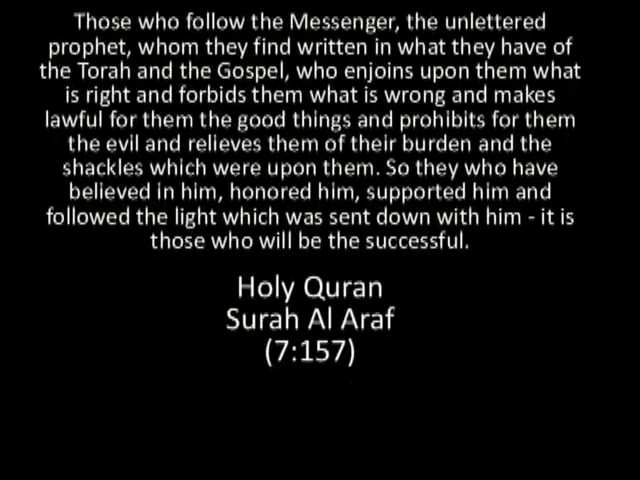 Those who follow the Messenger, the unlettered
prophet, whom they find written in what they have of
the Torah and the Gospel, who enjoins upon them what
is right and forbids them what is wrong and makes
lawful for them the good things and prohibits for them
the evil and relieves them of their burden and the
shackles which were upon them. So they who have
believed in him, honored him, supported him and
followed the light which was sent down with him - it is
those who will be the successful.
Holy Quran
Surah Al Araf
(7:157)